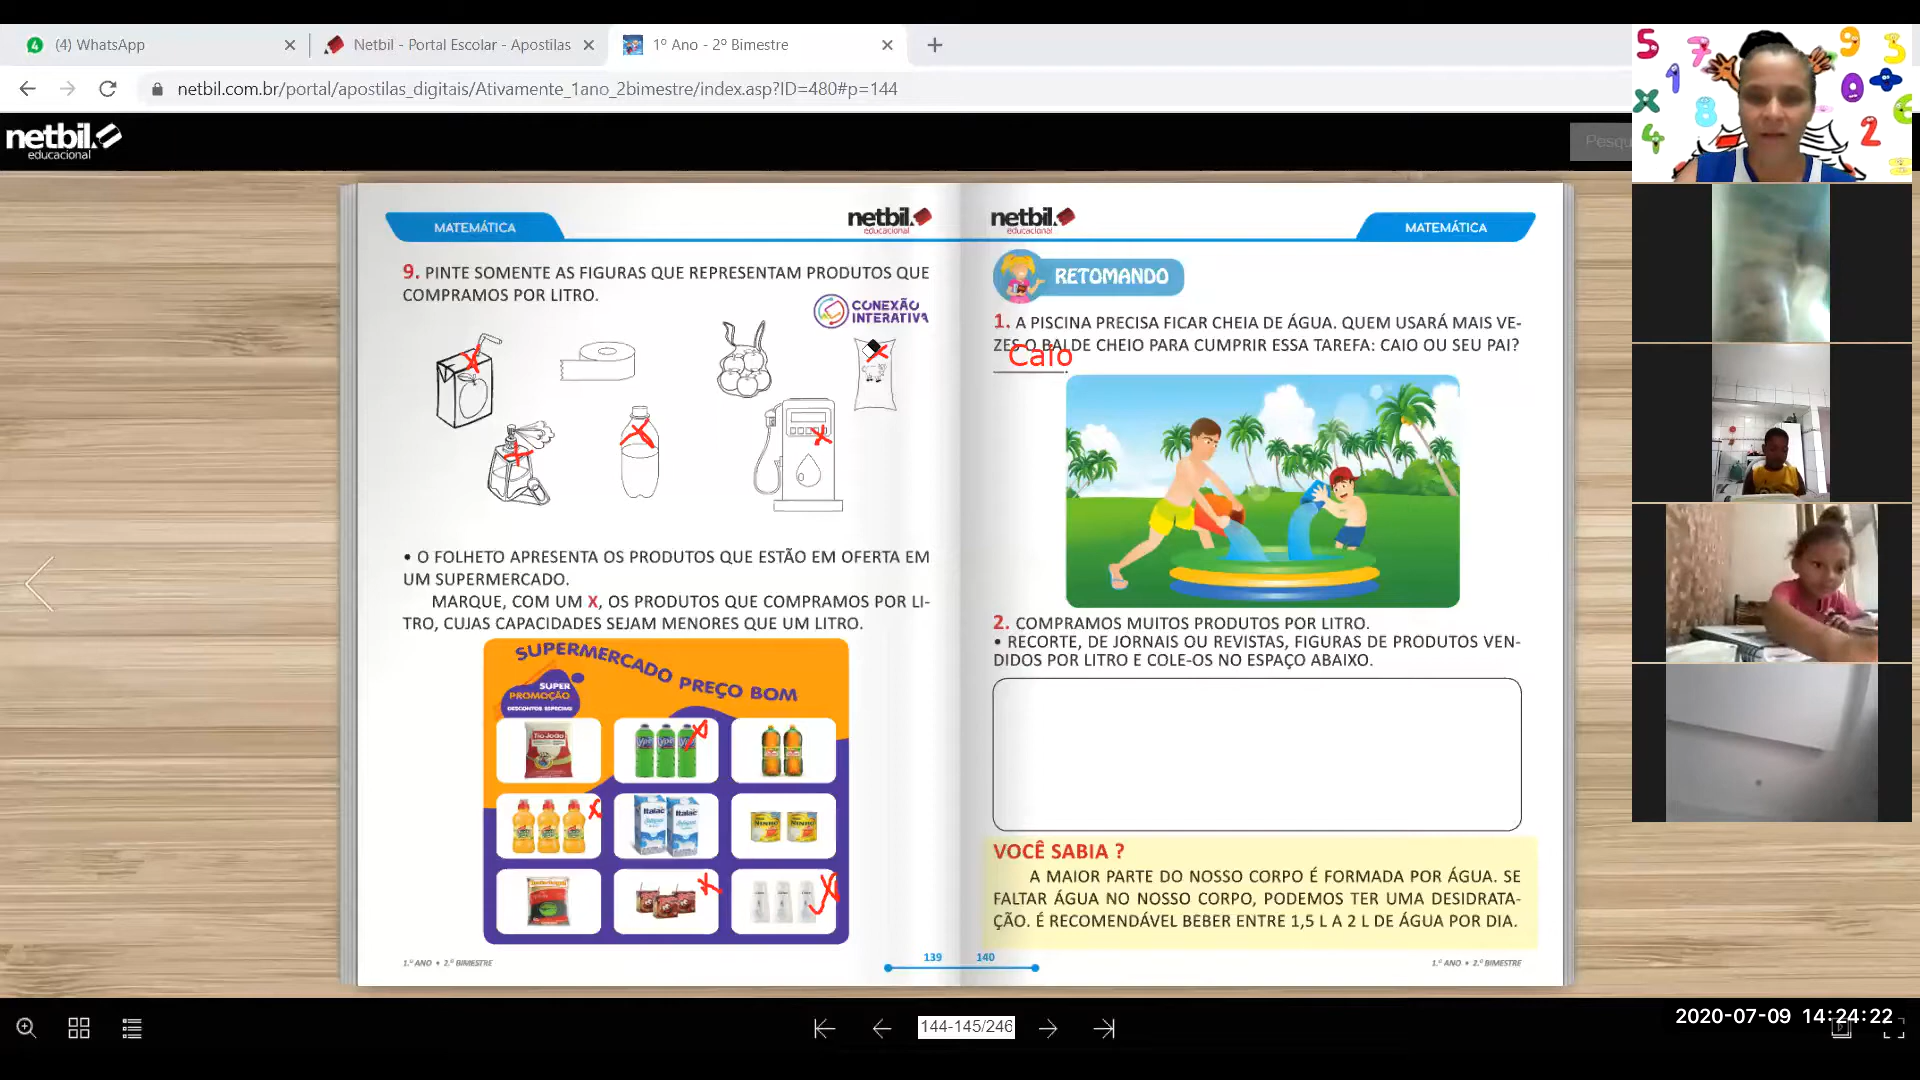 (4) WhatsApp
Netbil - Portal Escolar - Apostilas
1º Ano - 2º Bimestre
netbil.com.br/portal/apostilas_digitais/Ativamente_1ano_2bimestre/index.asp?ID=480#p=144
netbil
educacional
Pesqu
MATEMÁTICA
netbil
educacional
9. PINTE SOMENTE AS FIGURAS QUE REPRESENTAM PRODUTOS QUE
COMPRAMOS POR LITRO.
CONEXÃO
INTERATIVA
• O FOLHETO APRESENTA OS PRODUTOS QUE ESTÃO EM OFERTA EM
UM SUPERMERCADO.
MARQUE, COM UM X, OS PRODUTOS QUE COMPRAMOS POR LI-
TRO, CUJAS CAPACIDADES SEJAM MENORES QUE UM LITRO.
SUPERMERCADO PREÇO BOM
SUPER
PROMOÇÃO
DESCONTOS ESPECIAIS
Tio João
Ypê
Italac
Italac
NINHO
1.º ANO • 2.º BIMESTRE
139
netbil
educacional
MATEMÁTICA
RETOMANDO
1. A PISCINA PRECISA FICAR CHEIA DE ÁGUA. QUEM USARÁ MAIS VE-
ZES O BALDE CHEIO PARA CUMPRIR ESSA TAREFA: CAIO OU SEU PAI?
Caio
2. COMPRAMOS MUITOS PRODUTOS POR LITRO.
• RECORTE, DE JORNAIS OU REVISTAS, FIGURAS DE PRODUTOS VEN-
DIDOS POR LITRO E COLE-OS NO ESPAÇO ABAIXO.
VOCÊ SABIA ?
A MAIOR PARTE DO NOSSO CORPO É FORMADA POR ÁGUA. SE
FALTAR ÁGUA NO NOSSO CORPO, PODEMOS TER UMA DESIDRATA-
ÇÃO. É RECOMENDÁVEL BEBER ENTRE 1,5 L A 2 L DE ÁGUA POR DIA.
140
1.º ANO • 2.º BIMESTRE
144-145/246
2020-07-09 14:24:22